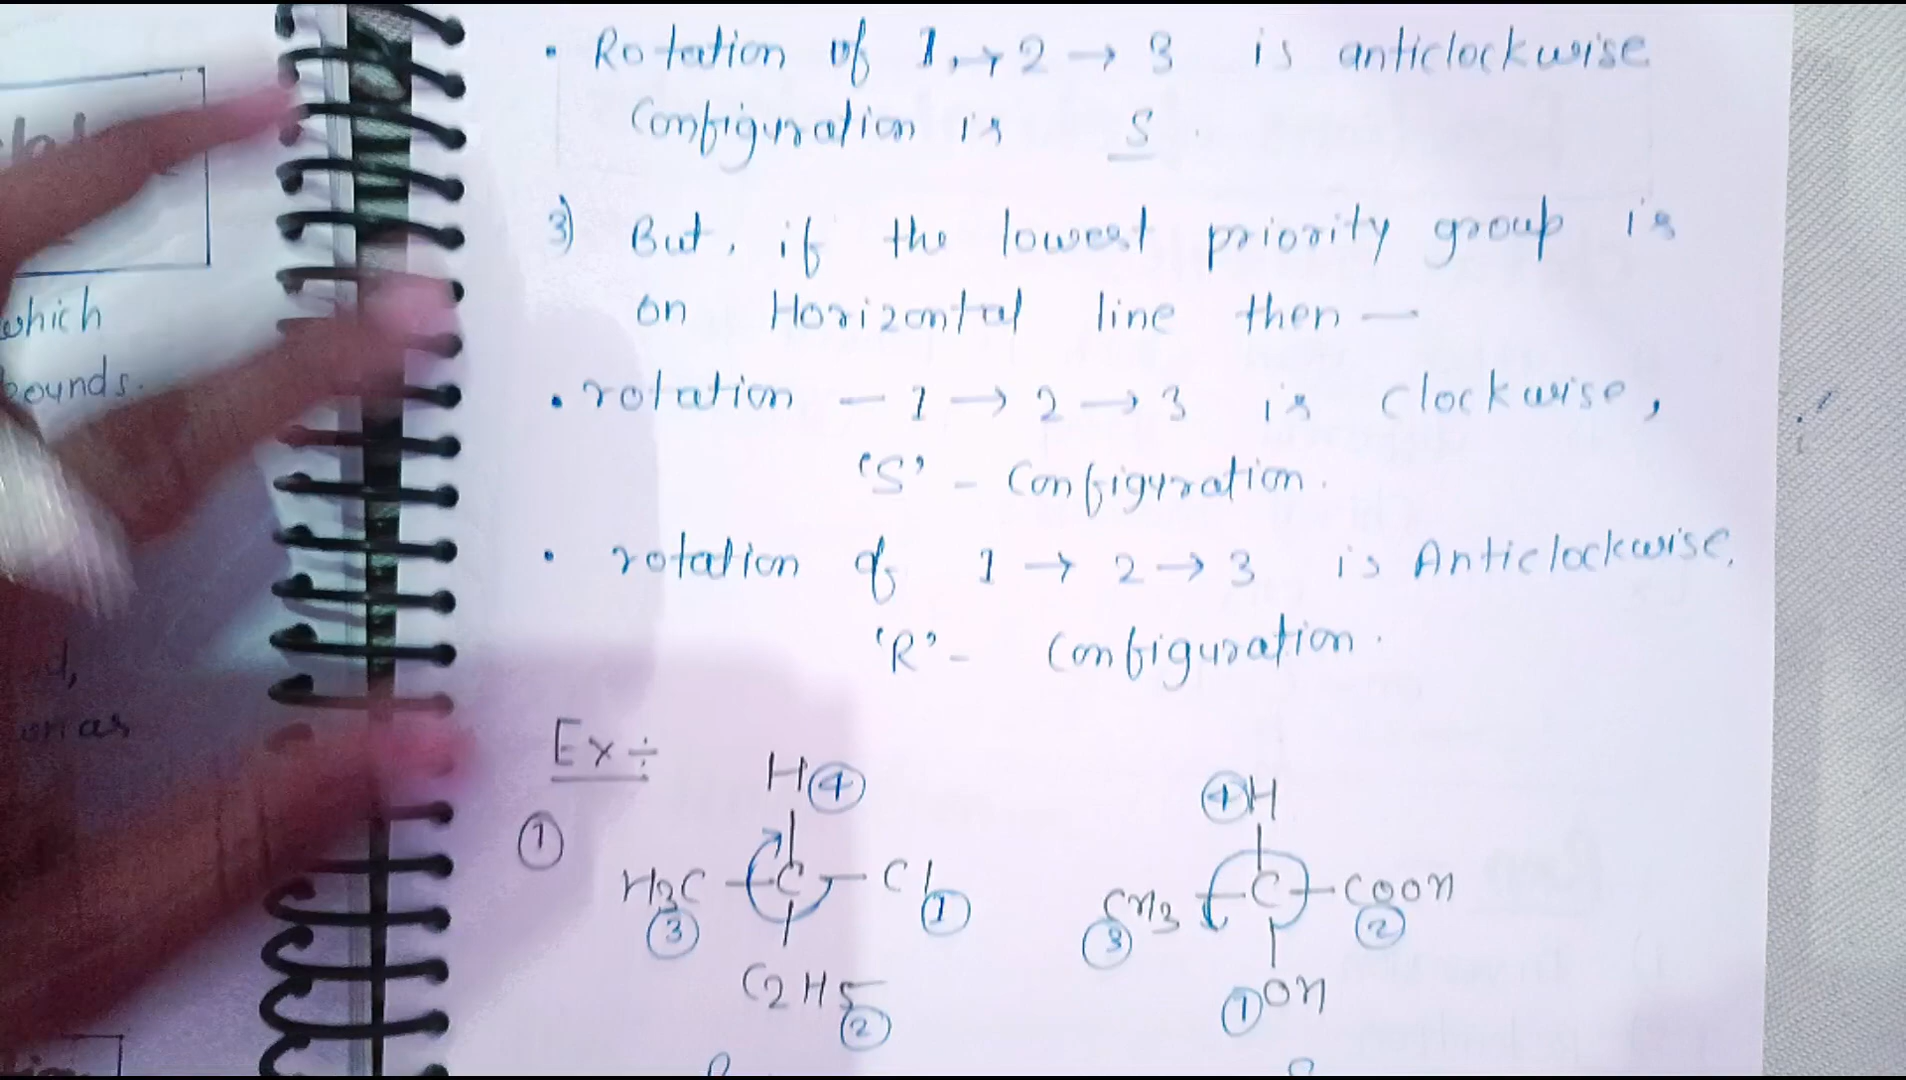 • Rotation of 1 → 2 → 3 is anticlockwise
Configuration is S.
3) But, if the lowest priority group is
on Horizontal line then —
• rotation — 1 → 2 → 3 is clockwise,
'S' - Configuration.
• rotation of 1 → 2 → 3 is Anticlockwise,
'R' - Configuration.
Ex ÷
①
H ④
H3C ③ C Cl ①
C2H5 ②
④ H
CH3 ③ C COOH ②
① OH
which
pounds.